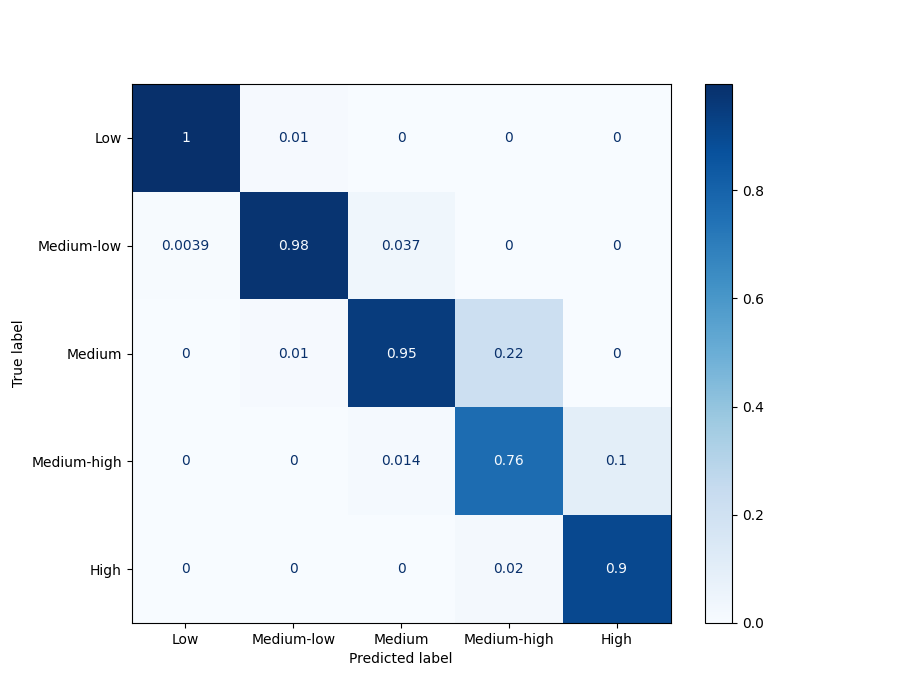 Low 1 0.01 0 0 0
Medium-low 0.0039 0.98 0.037 0 0
Medium 0 0.01 0.95 0.22 0
Medium-high 0 0 0.014 0.76 0.1
High 0 0 0 0.02 0.9
Low Medium-low Medium Medium-high High
Predicted label
True label
0.8
0.6
0.4
0.2
0.0